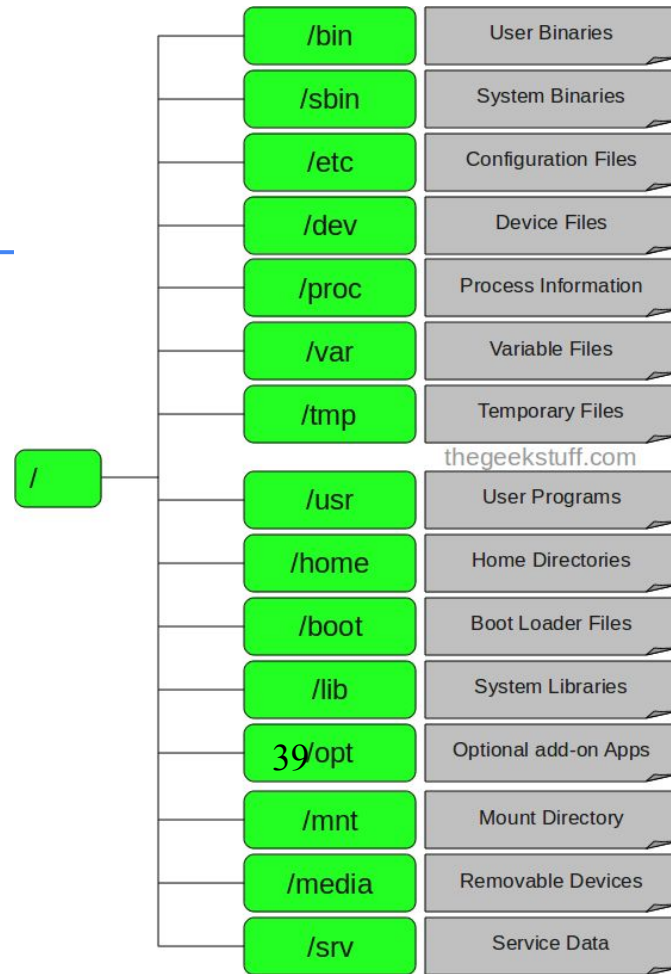 /bin User Binaries
/sbin System Binaries
/etc Configuration Files
/dev Device Files
/proc Process Information
/var Variable Files
/tmp Temporary Files
thegeekstuff.com
/
/usr User Programs
/home Home Directories
/boot Boot Loader Files
/lib System Libraries
39/opt Optional add-on Apps
/mnt Mount Directory
/media Removable Devices
/srv Service Data